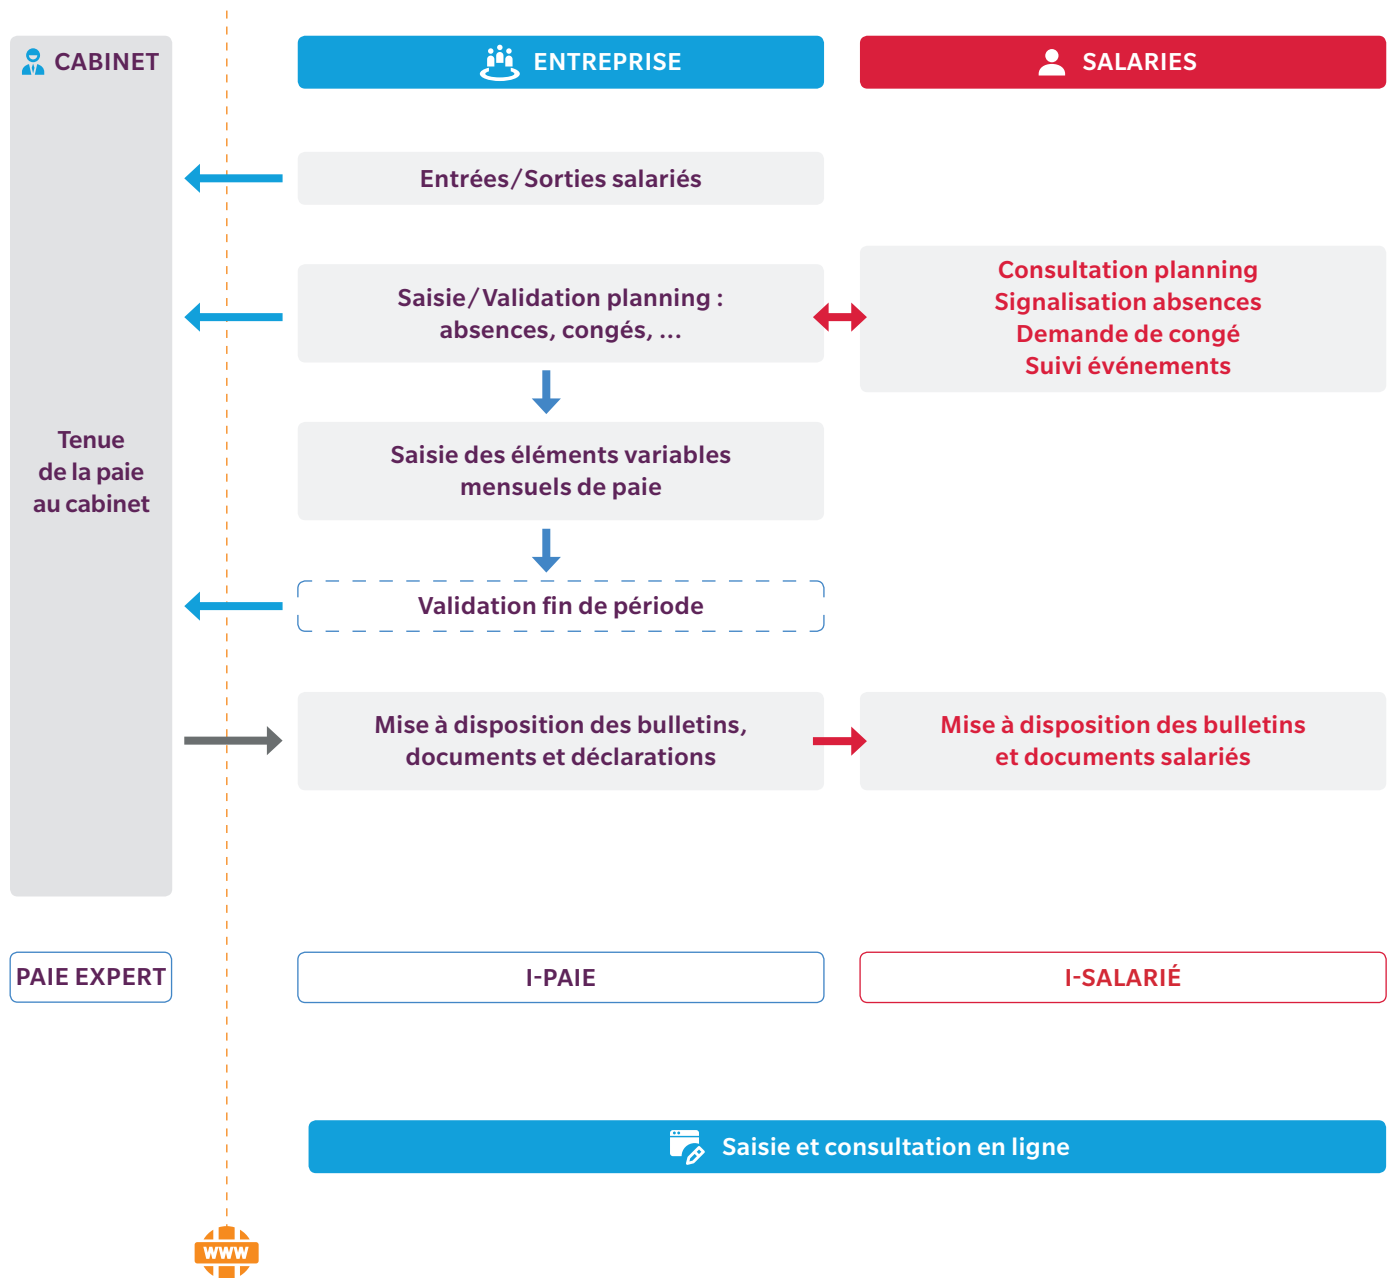 CABINET
ENTREPRISE
SALARIES
Entrées/Sorties salariés
Saisie/Validation planning :
absences, congés, ...
Consultation planning
Signalisation absences
Demande de congé
Suivi événements
Tenue
de la paie
au cabinet
Saisie des éléments variables
mensuels de paie
Validation fin de période
Mise à disposition des bulletins,
documents et déclarations
Mise à disposition des bulletins
et documents salariés
PAIE EXPERT
I-PAIE
I-SALARIÉ
Saisie et consultation en ligne
WWW